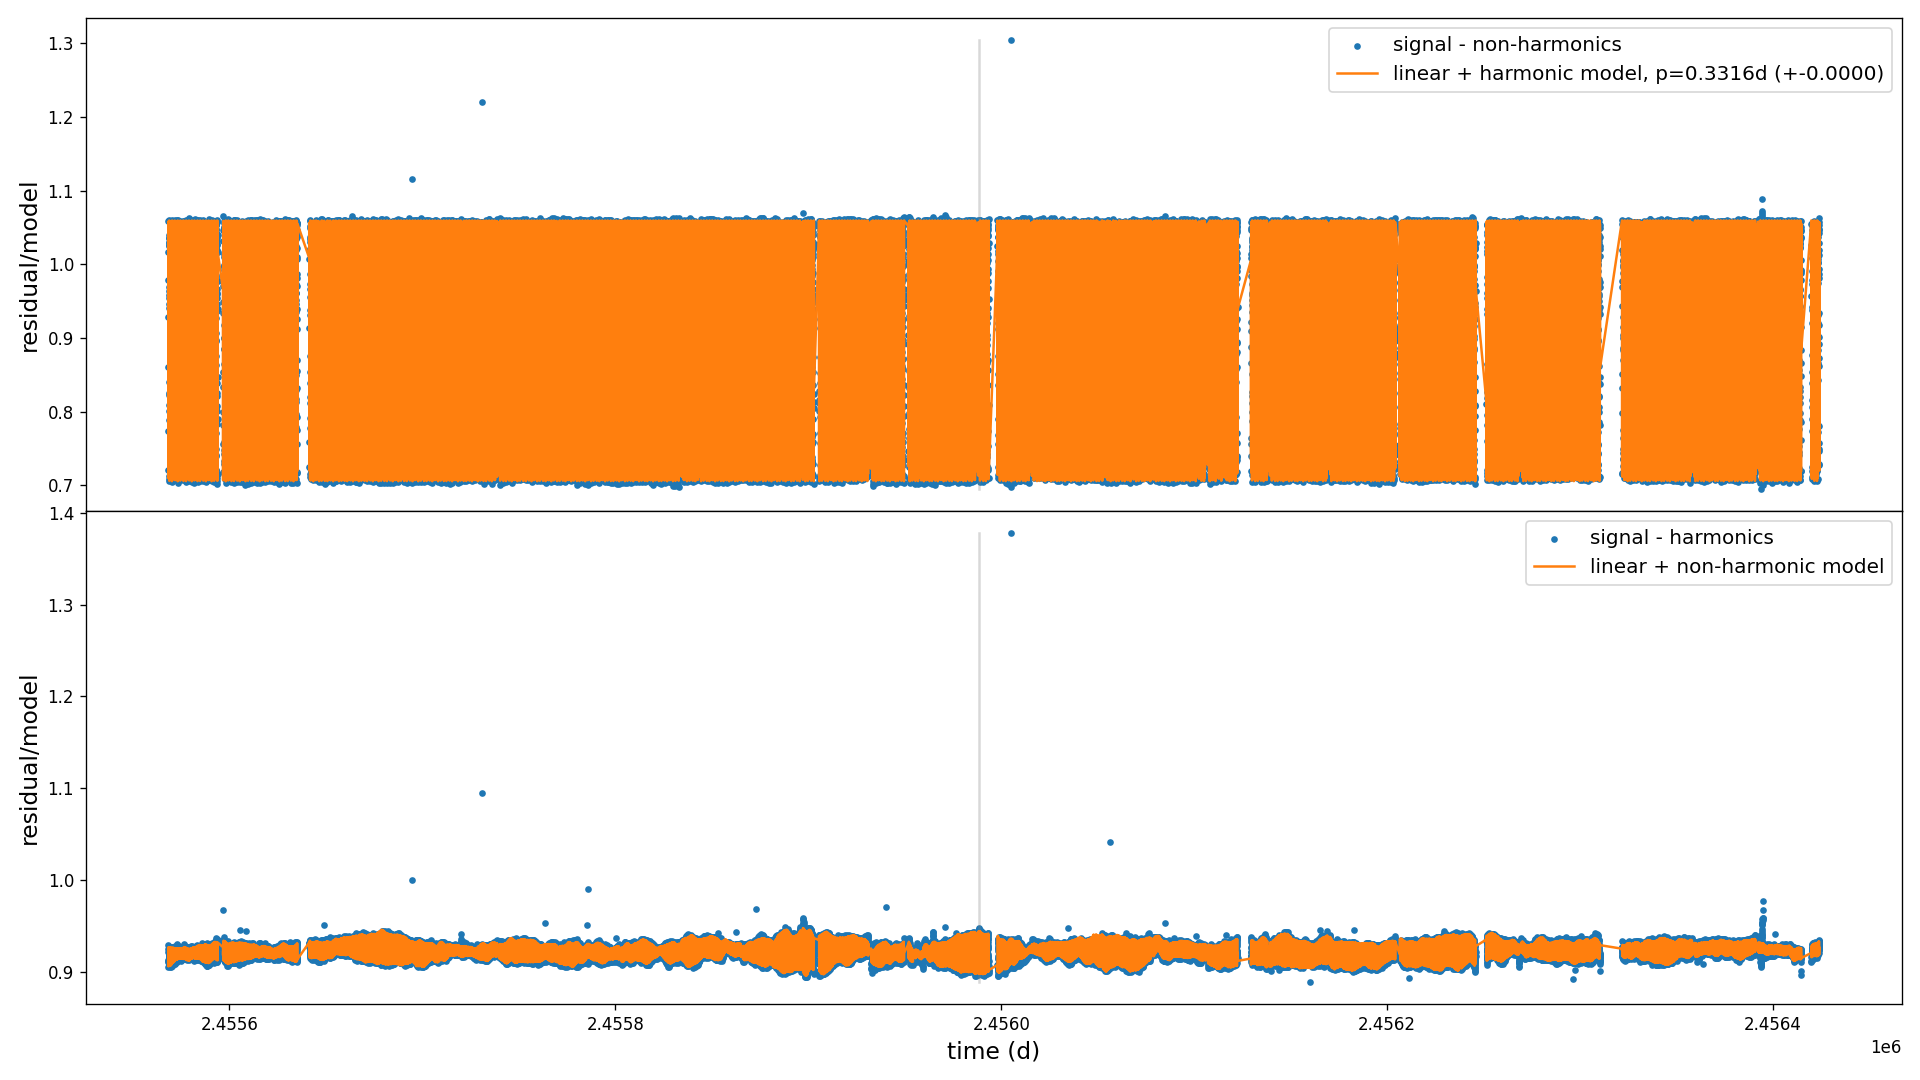 1.3
1.2
1.1
1.0
0.9
0.8
0.7
residual/model
signal - non-harmonics
linear + harmonic model, p=0.3316d (+-0.0000)
1.4
1.3
1.2
1.1
1.0
0.9
residual/model
signal - harmonics
linear + non-harmonic model
2.4556
2.4558
2.4560
2.4562
2.4564
1e6
time (d)